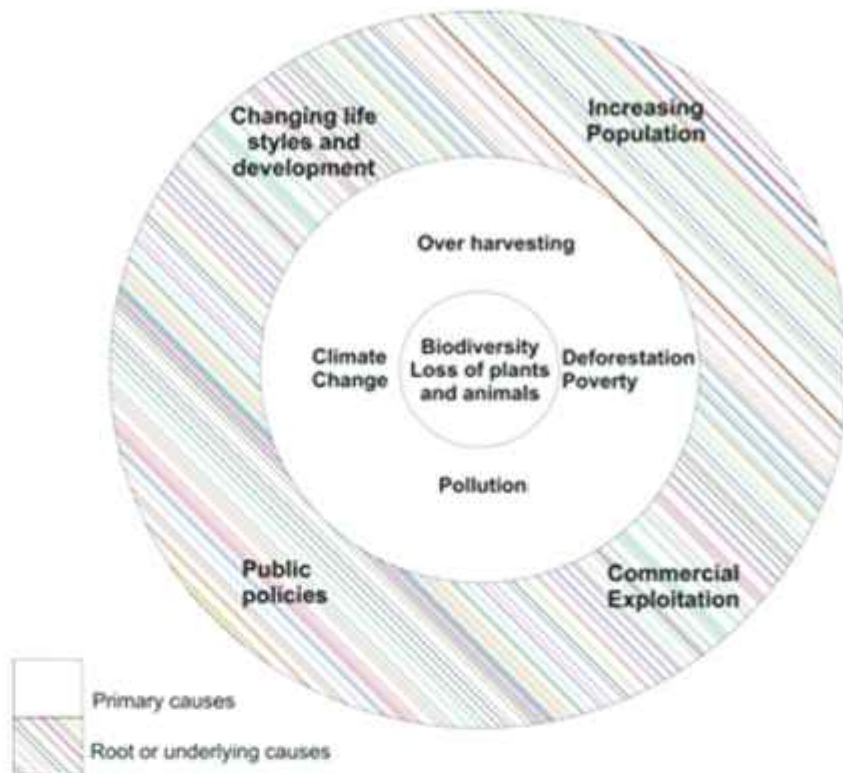 Changing life
styles and
development
Increasing
Population
Over harvesting
Climate
Change
Biodiversity
Loss of plants
and animals
Deforestation
Poverty
Pollution
Public
policies
Commercial
Exploitation
Primary causes
Root or underlying causes